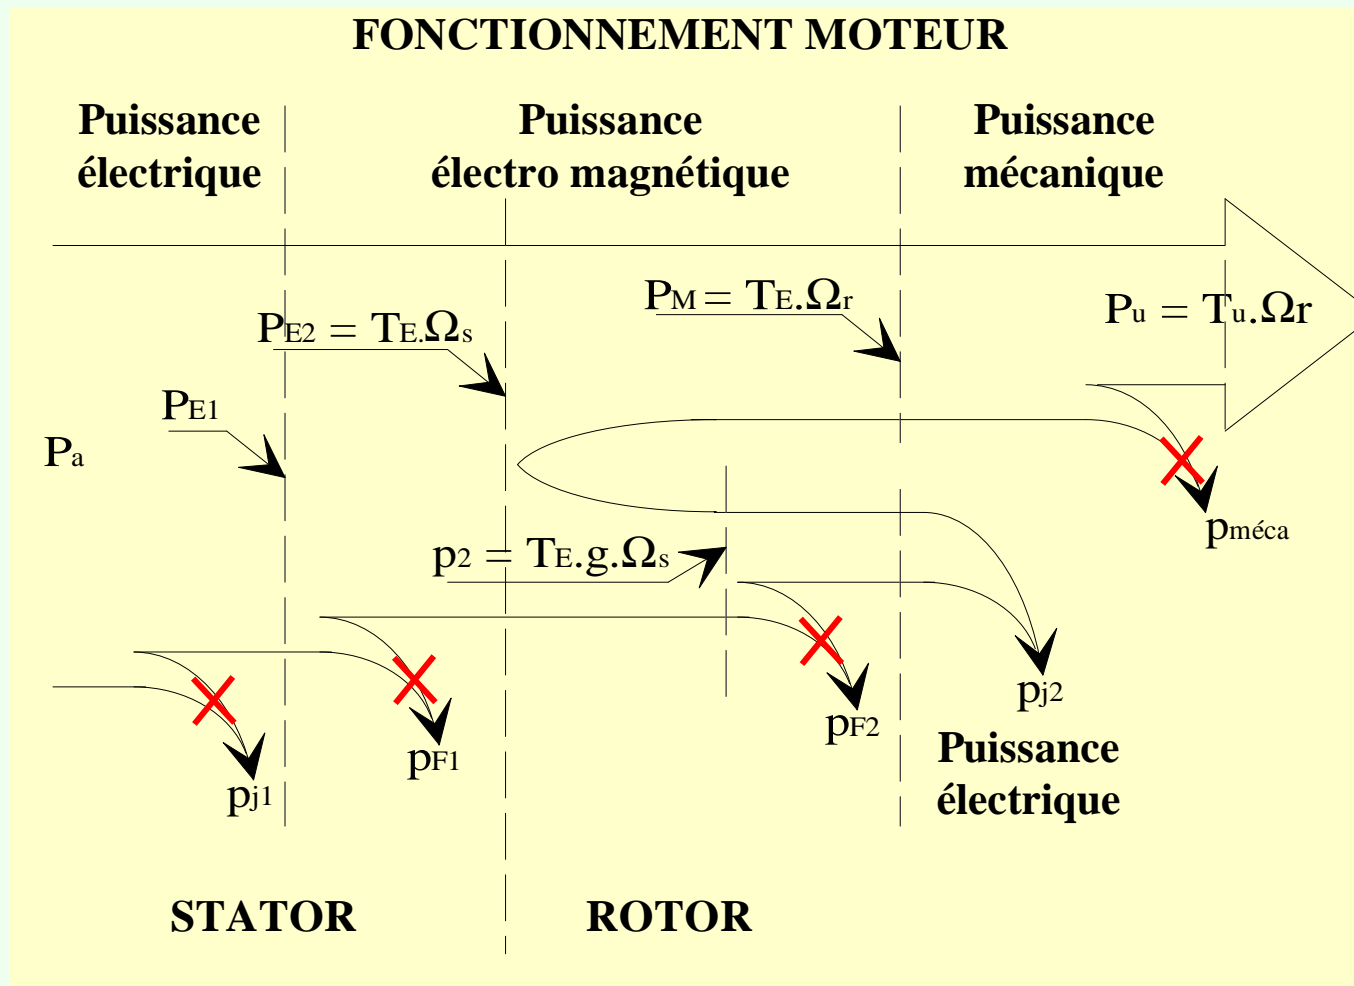 FONCTIONNEMENT MOTEUR
Puissance
électrique
Puissance
électro magnétique
Puissance
mécanique
PM = TE.Ωr
Pu = Tu.Ωr
PE2 = TE.Ωs
PE1
Pa
pméca
p2 = TE.g.Ωs
pj2
pF2
pF1
pj1
Puissance
électrique
STATOR
ROTOR